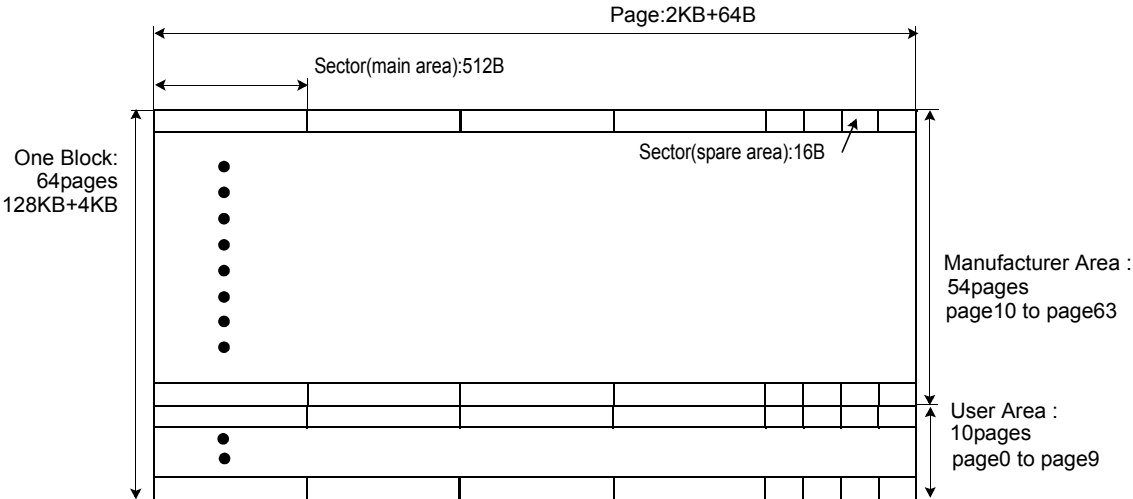 Page:2KB+64B
Sector(main area):512B
One Block:
64pages
128KB+4KB
Sector(spare area):16B
Manufacturer Area :
54pages
page10 to page63
User Area :
10pages
page0 to page9